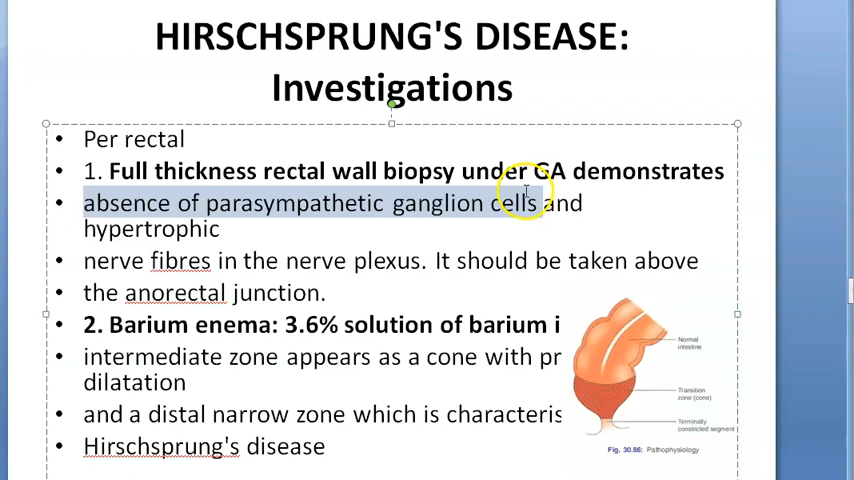 HIRSCHSPRUNG'S DISEASE:
Investigations
• Per rectal
• 1. Full thickness rectal wall biopsy under GA demonstrates
• absence of parasympathetic ganglion cells and
hypertrophic
• nerve fibres in the nerve plexus. It should be taken above
• the anorectal junction.
• 2. Barium enema: 3.6% solution of barium i
• intermediate zone appears as a cone with pr
dilatation
• and a distal narrow zone which is characteris
• Hirschsprung's disease
Normal
intestine
Transition
zone (cone)
Terminally
constricted segment
Fig. 30.86: Pathophysiology